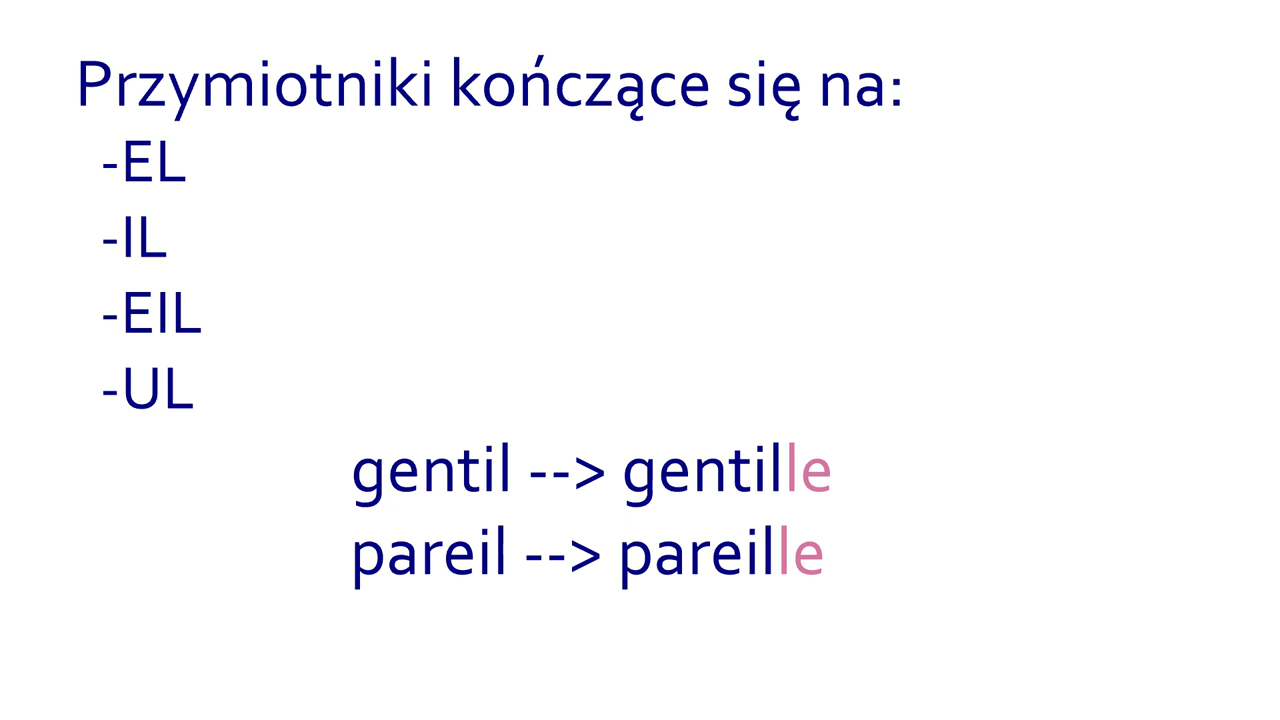 Przymiotniki kończące się na:
-EL
-IL
-EIL
-UL
gentil --> gentille
pareil --> pareille